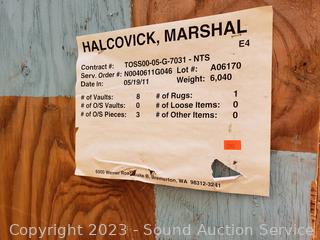 HALCOVICK, MARSHAL
E4
Contract #: TOSS00-05-G-7031 - NTS
Serv. Order #: N0040611G046 Lot #: A06170
Date In: 05/19/11 Weight: 6,040
# of Vaults: 8 # of Rugs: 1
# of O/S Vaults: 0 # of Loose Items: 0
# of O/S Pieces: 3 # of Other Items: 0
Werner Road, Bremerton, WA 98312-3241
Copyright 2023 - Sound Auction Service